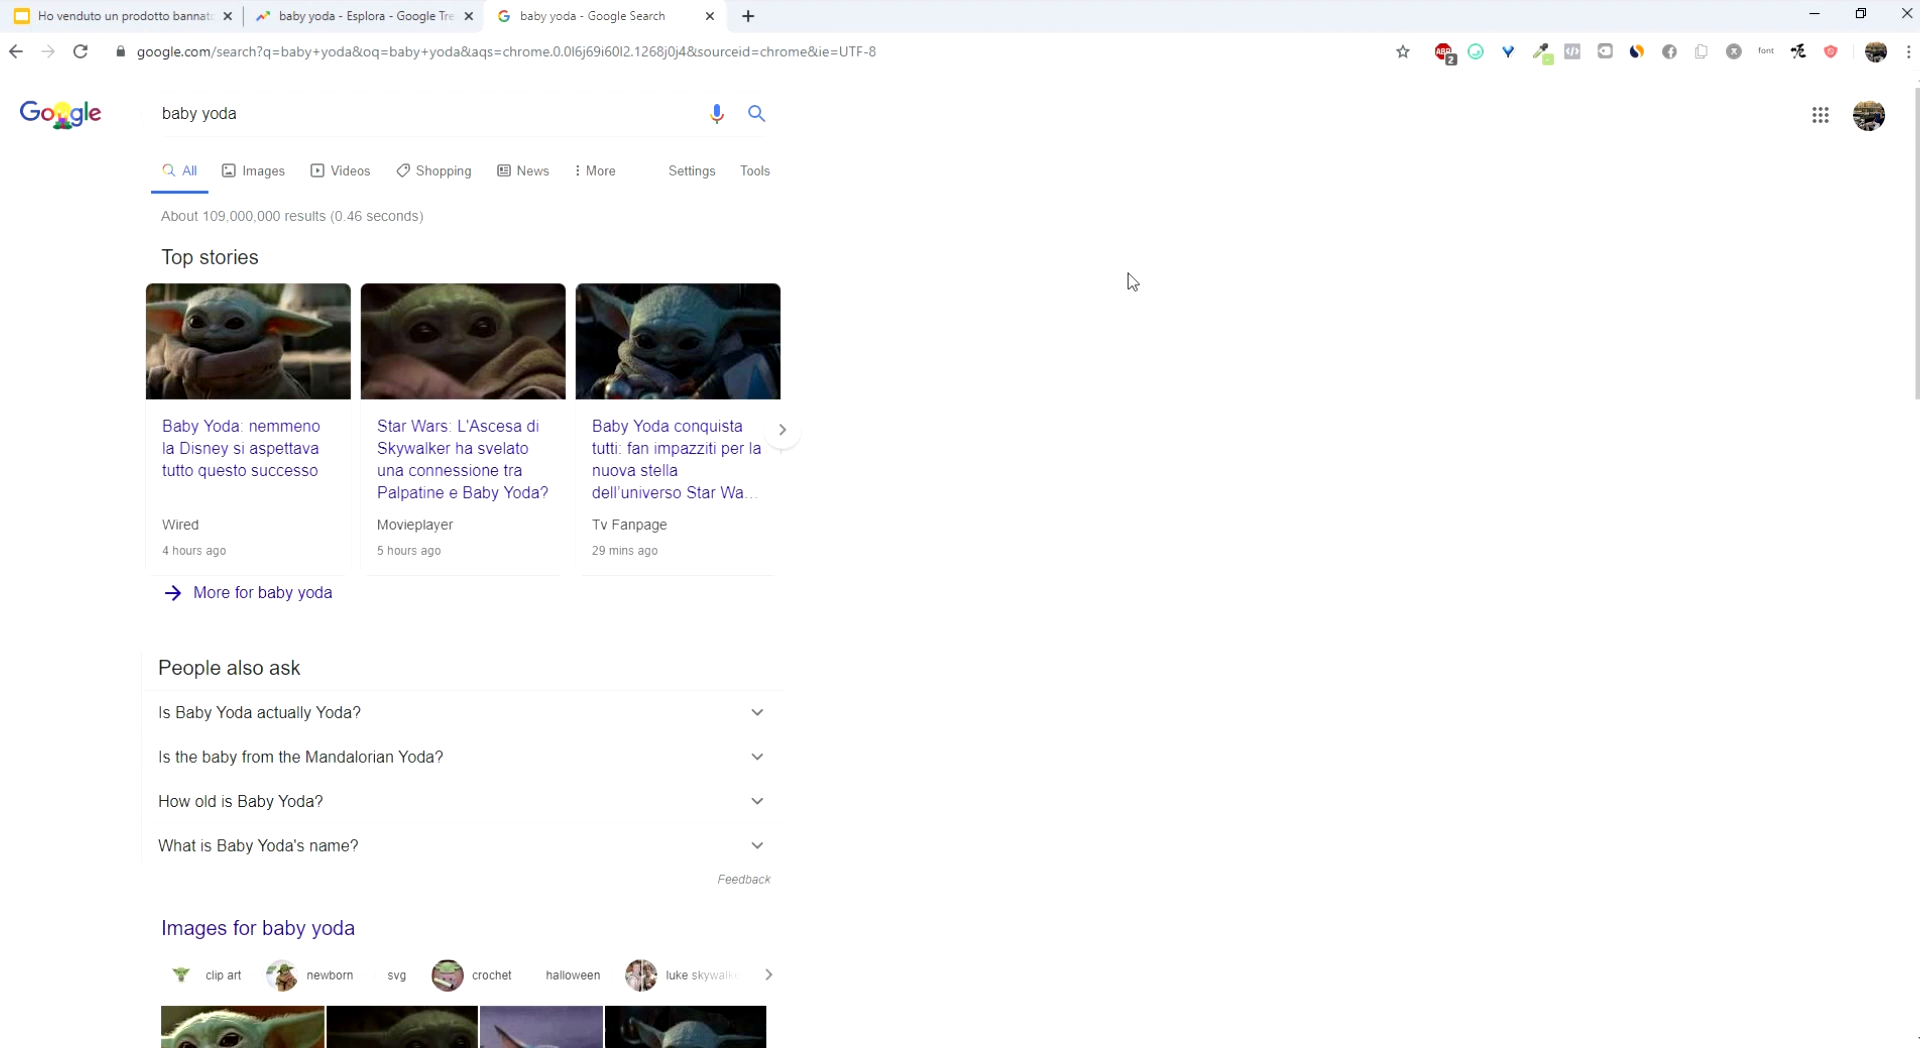 Ho venduto un prodotto bannat
baby yoda - Esplora - Google Tre
baby yoda - Google Search
google.com/search?q=baby+yoda&oq=baby+yoda&aqs=chrome.0.0l6j69i60l2.1268j0j4&sourceid=chrome&ie=UTF-8
ABP
2
font
Google
baby yoda
All
Images
Videos
Shopping
News
More
Settings
Tools
About 109,000,000 results (0.46 seconds)
Top stories
Baby Yoda: nemmeno
la Disney si aspettava
tutto questo successo
Wired
4 hours ago
Star Wars: L'Ascesa di
Skywalker ha svelato
una connessione tra
Palpatine e Baby Yoda?
Movieplayer
5 hours ago
Baby Yoda conquista
tutti: fan impazziti per la
nuova stella
dell'universo Star Wa...
Tv Fanpage
29 mins ago
More for baby yoda
People also ask
Is Baby Yoda actually Yoda?
Is the baby from the Mandalorian Yoda?
How old is Baby Yoda?
What is Baby Yoda's name?
Feedback
Images for baby yoda
clip art
newborn
svg
crochet
halloween
luke skywalk